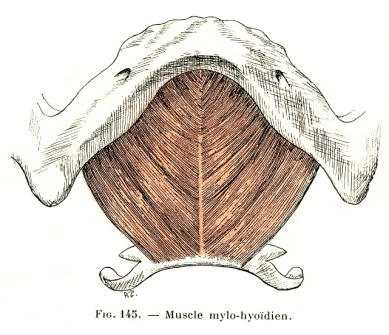 R.L.
Fig. 145. — Muscle mylo-hyoïdien.